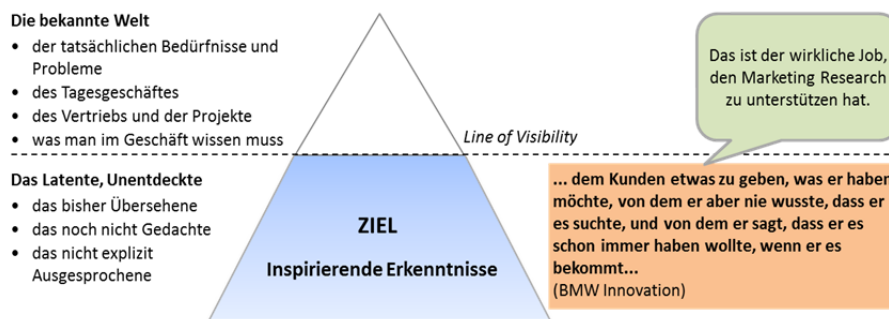 Die bekannte Welt
• der tatsächlichen Bedürfnisse und
Probleme
• des Tagesgeschäftes
• des Vertriebs und der Projekte
• was man im Geschäft wissen muss
Line of Visibility
Das ist der wirkliche Job,
den Marketing Research
zu unterstützen hat.
Das Latente, Unentdeckte
• das bisher Übersehene
• das noch nicht Gedachte
• das nicht explizit
Ausgesprochene
ZIEL
Inspirierende Erkenntnisse
... dem Kunden etwas zu geben, was er haben
möchte, von dem er aber nie wusste, dass er
es suchte, und von dem er sagt, dass er es
schon immer haben wollte, wenn er es
bekommt...
(BMW Innovation)